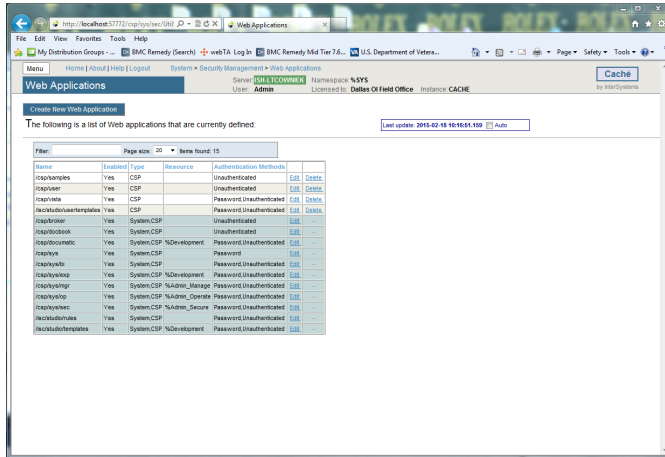 http://localhost:57772/csp/sys/sec/Util
Web Applications
File Edit View Favorites Tools Help
My Distribution Groups - ... BMC Remedy (Search) webTA Log In BMC Remedy Mid Tier 7.6... U.S. Department of Vetera...
Page Safety Tools
Menu Home | About | Help | Logout System > Security Management > Web Applications
Server: ISH-LTCOVNIEK Namespace: %SYS
User: Admin Licensed to: Dallas OI Field Office Instance: CACHE
Web Applications
Caché
by InterSystems
Create New Web Application
The following is a list of Web applications that are currently defined:
Last update: 2015-02-18 10:16:51.159 Auto
Filter: Page size: 20 Items found: 15
Name Enabled Type Resource Authentication Methods
/csp/samples Yes CSP Unauthenticated Edit Delete
/csp/user Yes CSP Unauthenticated Edit Delete
/csp/vista Yes CSP Password,Unauthenticated Edit Delete
/isc/studio/usertemplates Yes CSP Password,Unauthenticated Edit Delete
/csp/broker Yes System,CSP Unauthenticated Edit -
/csp/docbook Yes System,CSP Unauthenticated Edit -
/csp/documatic Yes System,CSP %Development Password,Unauthenticated Edit -
/csp/sys Yes System,CSP Password Edit -
/csp/sys/bi Yes System,CSP Password,Unauthenticated Edit -
/csp/sys/exp Yes System,CSP %Development Password,Unauthenticated Edit -
/csp/sys/mgr Yes System,CSP %Admin_Manage Password,Unauthenticated Edit -
/csp/sys/op Yes System,CSP %Admin_Operate Password,Unauthenticated Edit -
/csp/sys/sec Yes System,CSP %Admin_Secure Password,Unauthenticated Edit -
/isc/studio/rules Yes System,CSP Password,Unauthenticated Edit -
/isc/studio/templates Yes System,CSP %Development Password,Unauthenticated Edit -